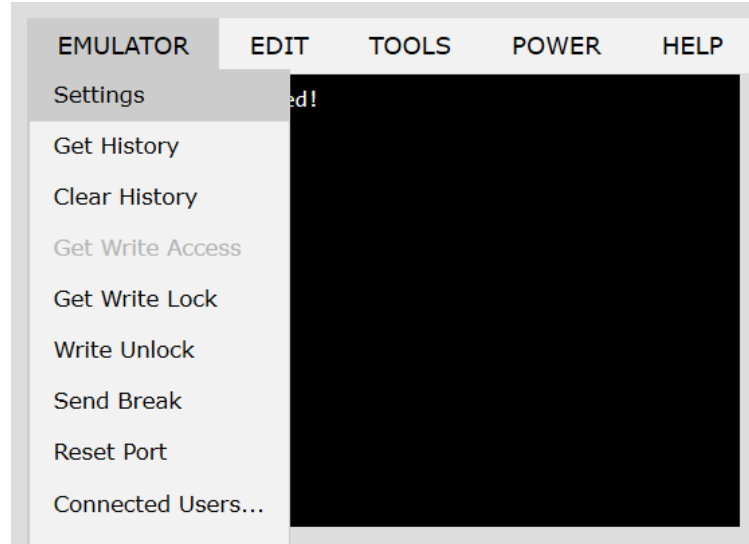 EMULATOR EDIT TOOLS POWER HELP
Settings
ed!
Get History
Clear History
Get Write Access
Get Write Lock
Write Unlock
Send Break
Reset Port
Connected Users...